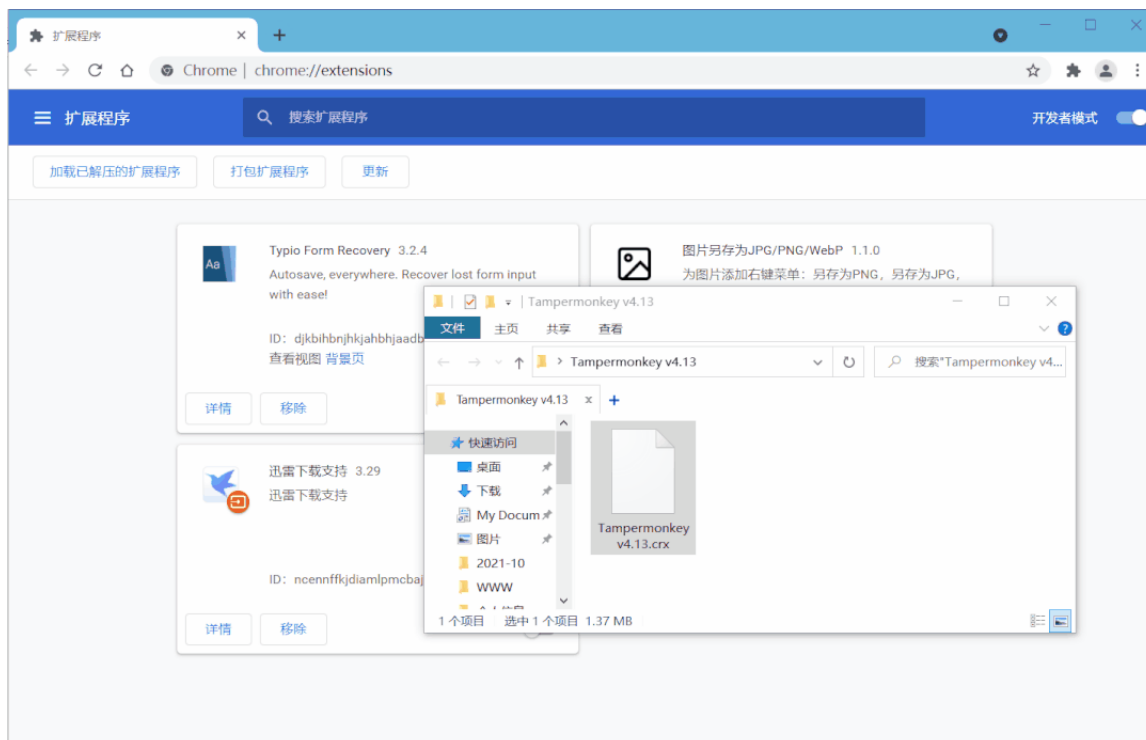 扩展程序
Chrome | chrome://extensions
扩展程序
搜索扩展程序
开发者模式
加载已解压的扩展程序
打包扩展程序
更新
Aa
Typio Form Recovery 3.2.4
Autosave, everywhere. Recover lost form input
with ease!
ID: djkbihbnjhkjahbhjaadb
查看视图 背景页
详情
移除
图片另存为JPG/PNG/WebP 1.1.0
为图片添加右键菜单：另存为PNG，另存为JPG，
迅雷下载支持 3.29
迅雷下载支持
ID: ncennffkjdiamlpmcbaj
详情
移除
Tampermonkey v4.13
文件
主页
共享
查看
Tampermonkey v4.13
搜索"Tampermonkey v4...
Tampermonkey v4.13
快速访问
桌面
下载
My Docum
图片
2021-10
WWW
Tampermonkey
v4.13.crx
1 个项目
选中 1 个项目 1.37 MB